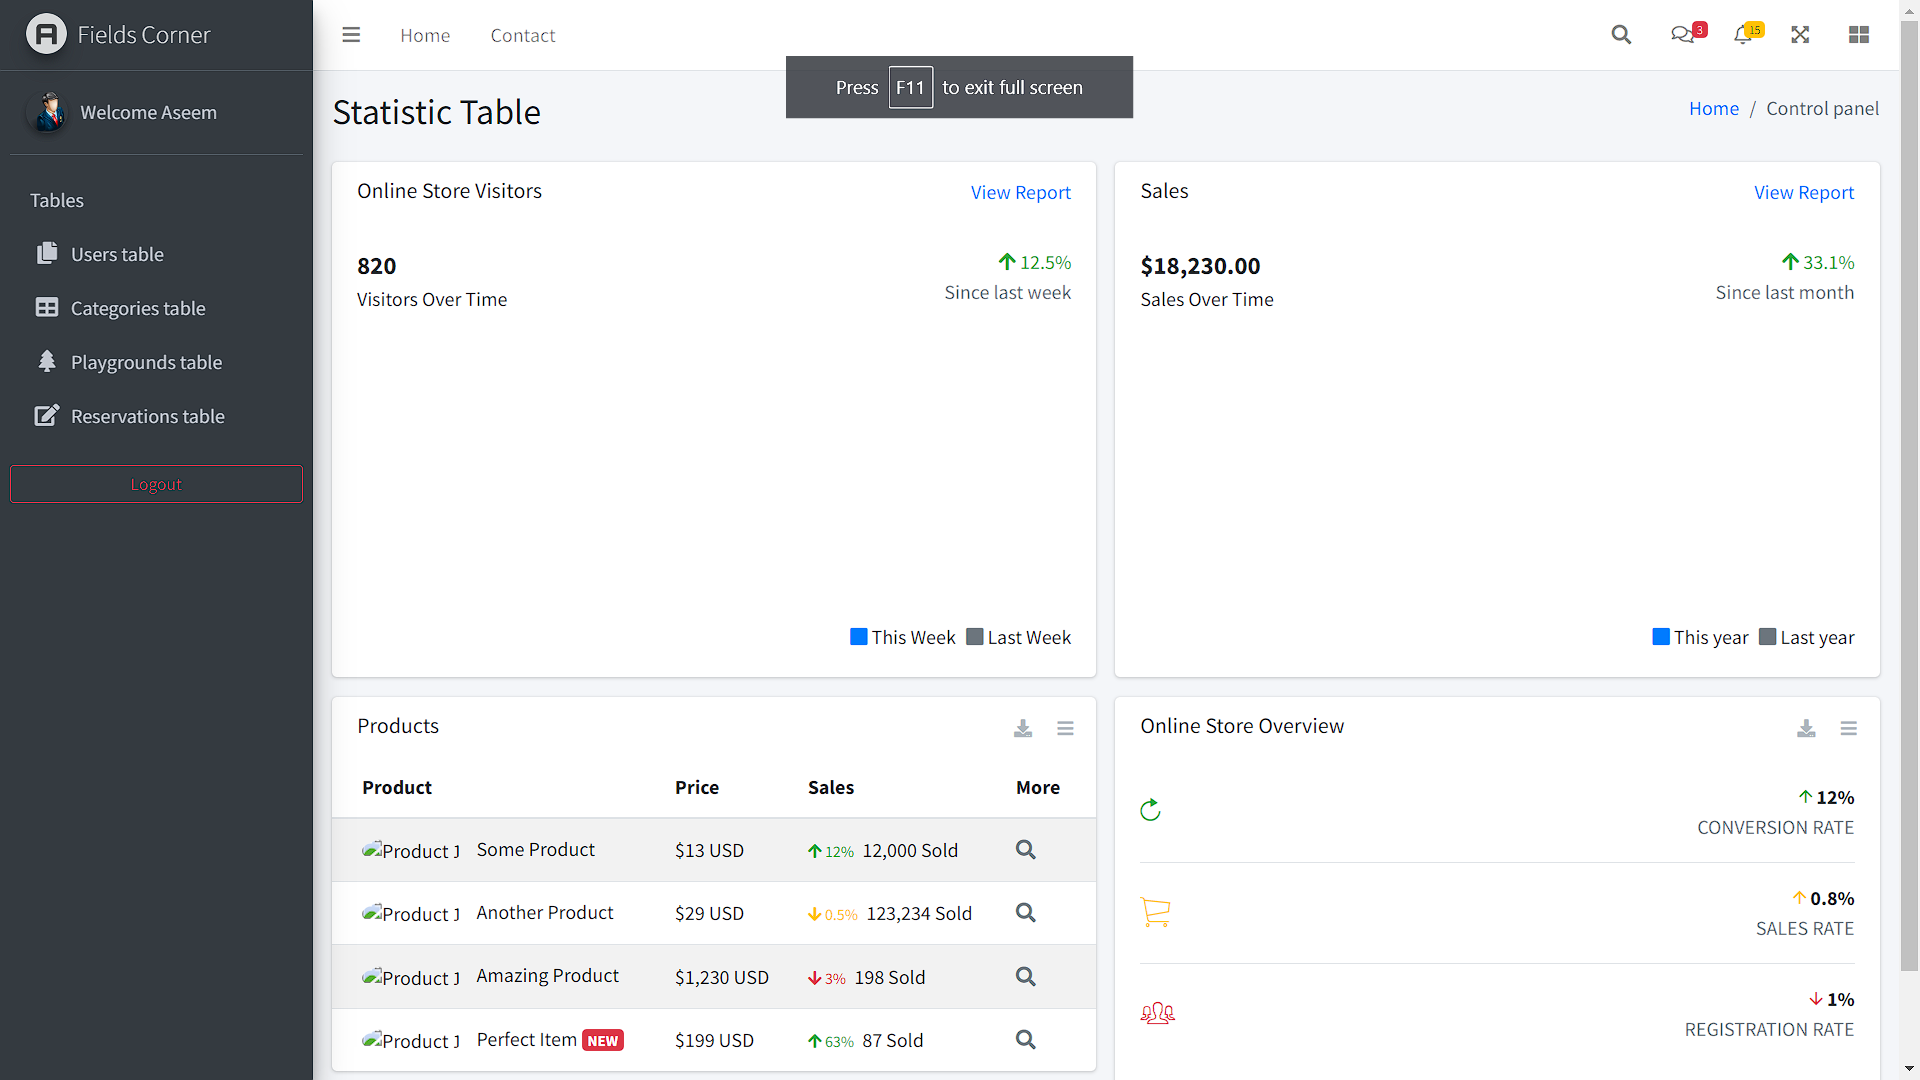 Fields Corner
Home
Contact
3
15
Press F11 to exit full screen
Welcome Aseem
Statistic Table
Home / Control panel
Tables
Users table
Categories table
Playgrounds table
Reservations table
Logout
Online Store Visitors
View Report
820
Visitors Over Time
12.5%
Since last week
This Week
Last Week
Sales
View Report
$18,230.00
Sales Over Time
33.1%
Since last month
This year
Last year
Products
Product Price Sales More
Product 1 Some Product $13 USD 12% 12,000 Sold
Product 1 Another Product $29 USD 0.5% 123,234 Sold
Product 1 Amazing Product $1,230 USD 3% 198 Sold
Product 1 Perfect Item NEW $199 USD 63% 87 Sold
Online Store Overview
12%
CONVERSION RATE
0.8%
SALES RATE
1%
REGISTRATION RATE